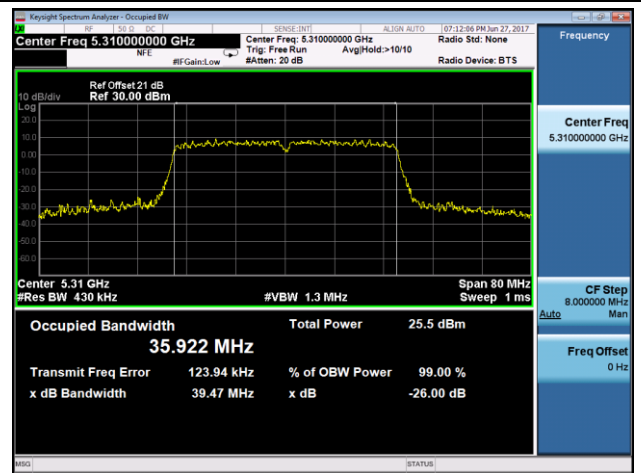 Keysight Spectrum Analyzer - Occupied BW
RF 50 Ω DC SENSE:INT ALIGN AUTO 07:12:06 PM Jun 27, 2017
Center Freq 5.310000000 GHz
NFE
#IFGain:Low
Center Freq: 5.310000000 GHz
Trig: Free Run Avg|Hold:>10/10
#Atten: 20 dB
Radio Std: None
Radio Device: BTS
Frequency
Ref Offset 21 dB
10 dB/div Ref 30.00 dBm
Log
20.0
10.0
0.00
-10.0
-20.0
-30.0
-40.0
-50.0
-60.0
Center 5.31 GHz Span 80 MHz
#Res BW 430 kHz #VBW 1.3 MHz Sweep 1 ms
Occupied Bandwidth Total Power 25.5 dBm
35.922 MHz
Transmit Freq Error 123.94 kHz % of OBW Power 99.00 %
x dB Bandwidth 39.47 MHz x dB -26.00 dB
Center Freq
5.310000000 GHz
CF Step
8.000000 MHz
Auto Man
Freq Offset
0 Hz
MSG STATUS